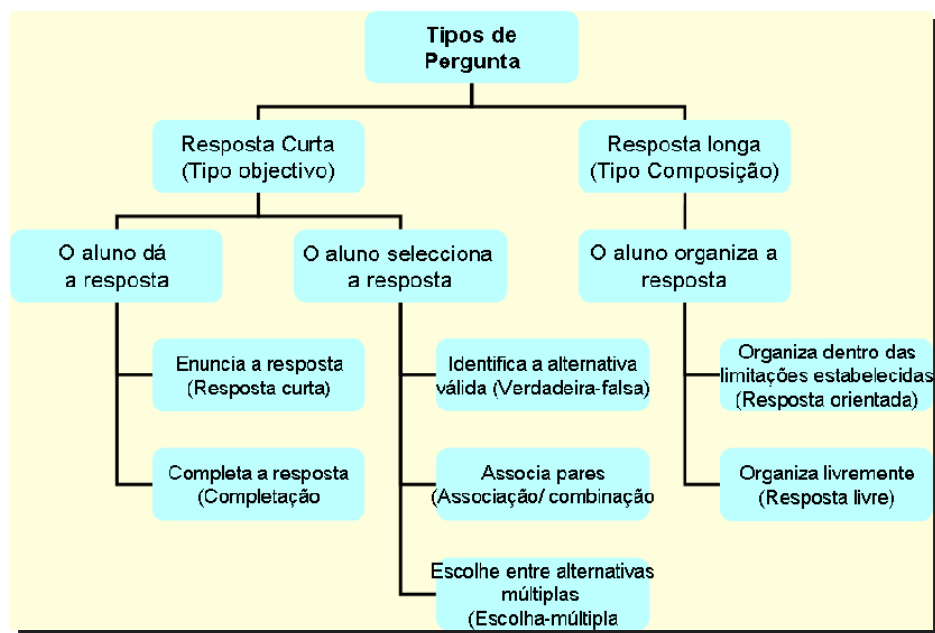 Tipos de
Pergunta
Resposta Curta
(Tipo objectivo)
Resposta longa
(Tipo Composição)
O aluno dá
a resposta
O aluno selecciona
a resposta
O aluno organiza a
resposta
Enuncia a resposta
(Resposta curta)
Identifica a alternativa
válida (Verdadeira-falsa)
Organiza dentro das
limitações estabelecidas
(Resposta orientada)
Completa a resposta
(Completação
Associa pares
(Associação/ combinação
Organiza livremente
(Resposta livre)
Escolhe entre alternativas
múltiplas
(Escolha-múltipla